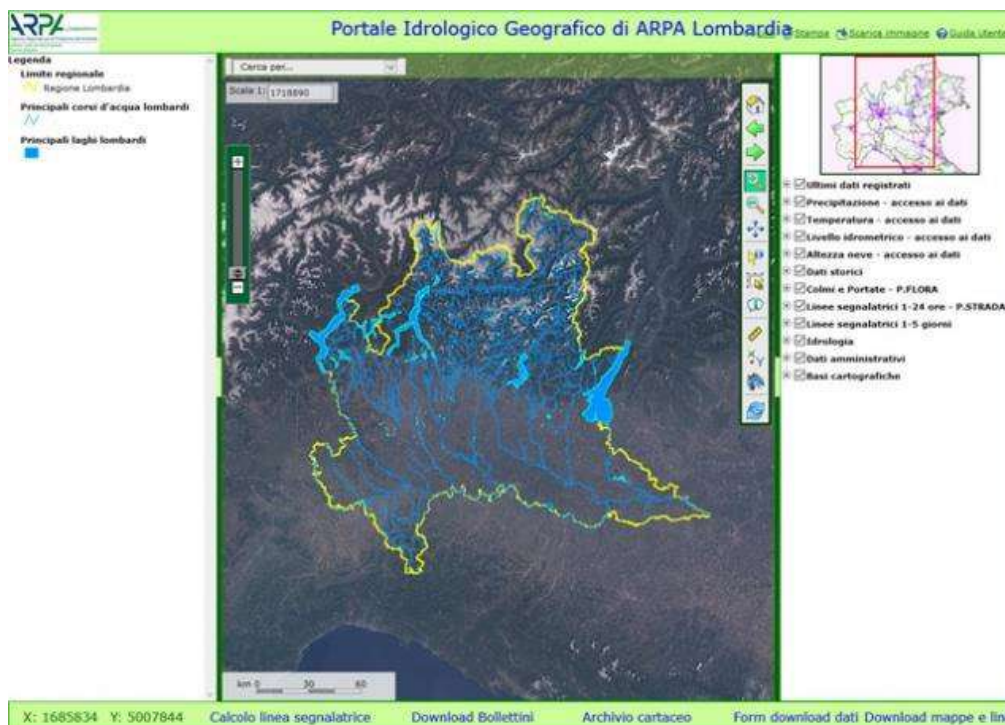 ARPA
Portale Idrologico Geografico di ARPA Lombardia
Stampa Scarica immagine Guida utente
Legenda
Limite regionale
Regione Lombardia
Principali corsi d'acqua lombardi
Principali laghi lombardi
Cerca per...
Scala 1: 1718890
Ultimi dati registrati
Precipitazione - accesso ai dati
Temperatura - accesso ai dati
Livello idrometrico - accesso ai dati
Altezza neve - accesso ai dati
Dati storici
Colmi e Portate - P.FLORA
Linee segnalatrici 1-24 ore - P.STRADA
Linee segnalatrici 1-5 giorni
Idrologia
Dati amministrativi
Basi cartografiche
km 0 30 60
X: 1685834 Y: 5007844 Calcolo linea segnalatrice Download Bollettini Archivio cartaceo Form download dati Download mappe e lin